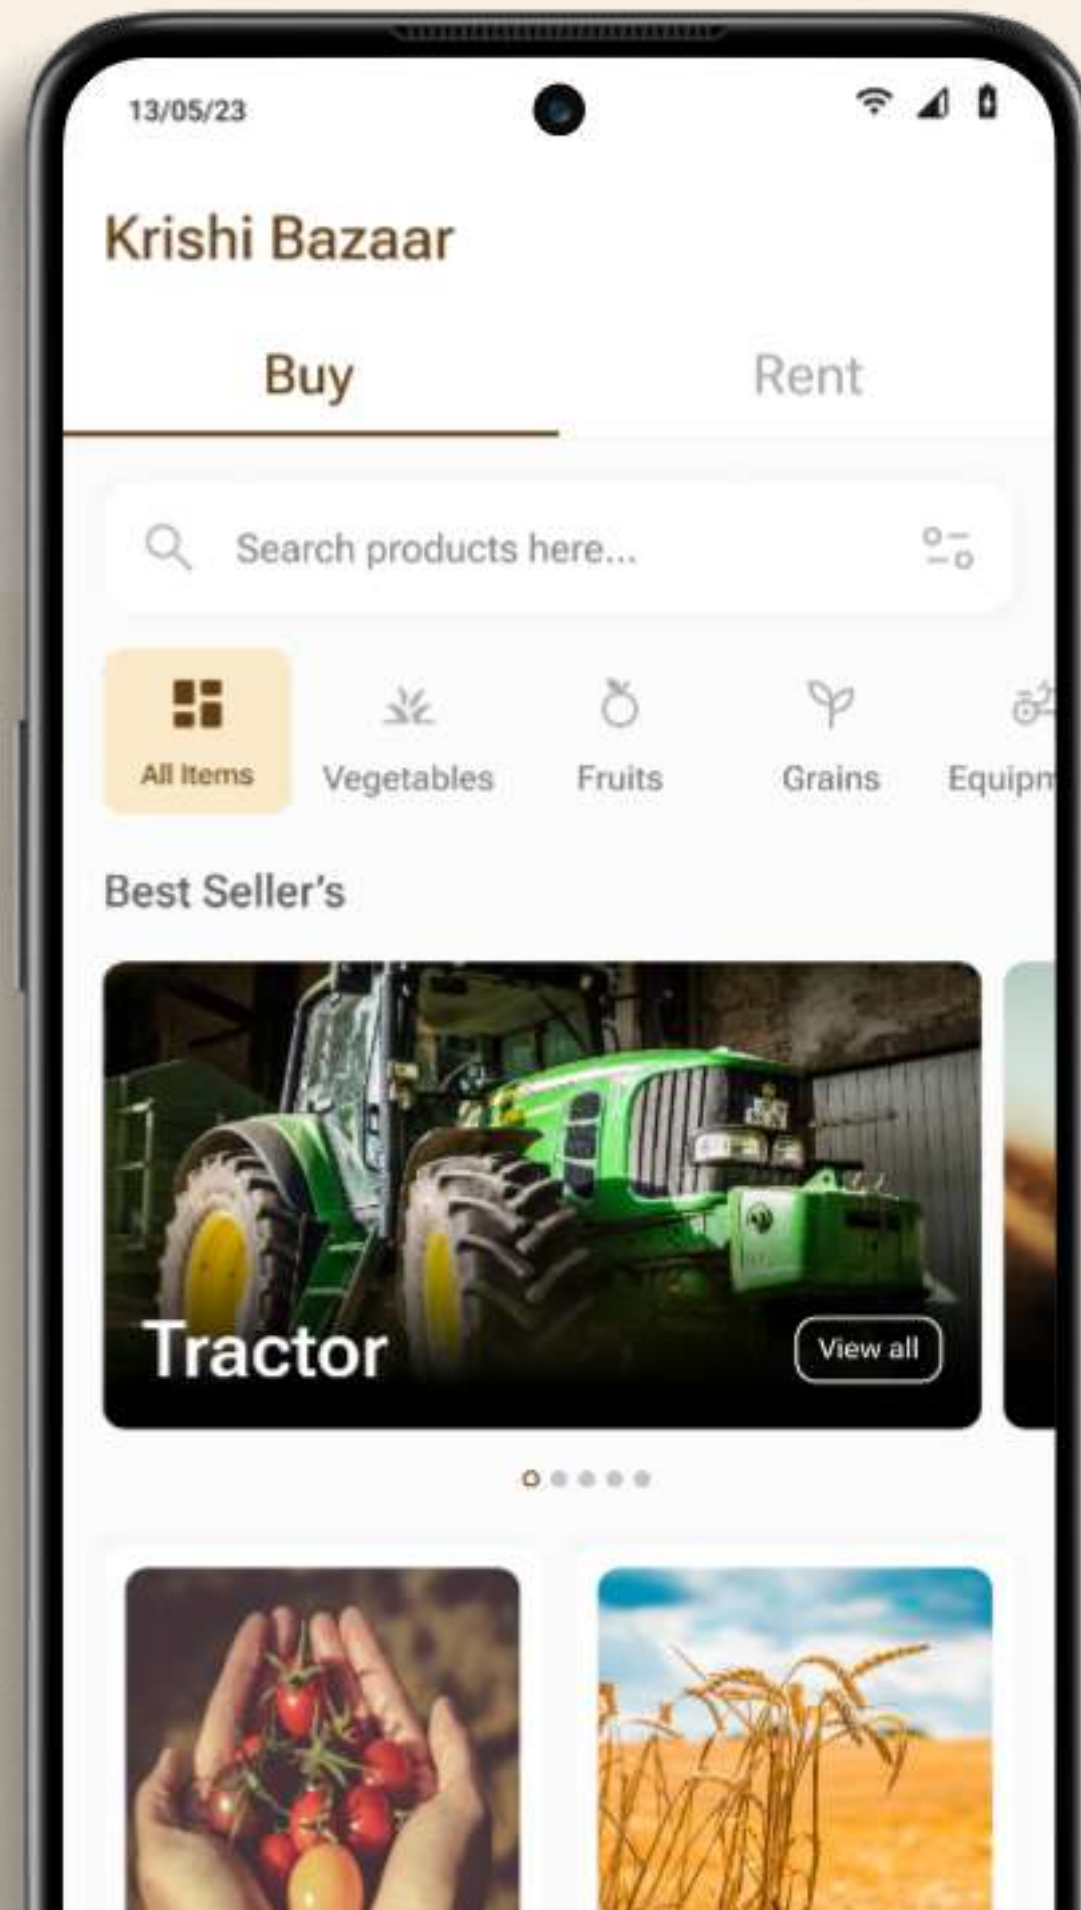 13/05/23
Krishi Bazaar
Buy Rent
Search products here...
All Items Vegetables Fruits Grains Equipm
Best Seller’s
Tractor View all